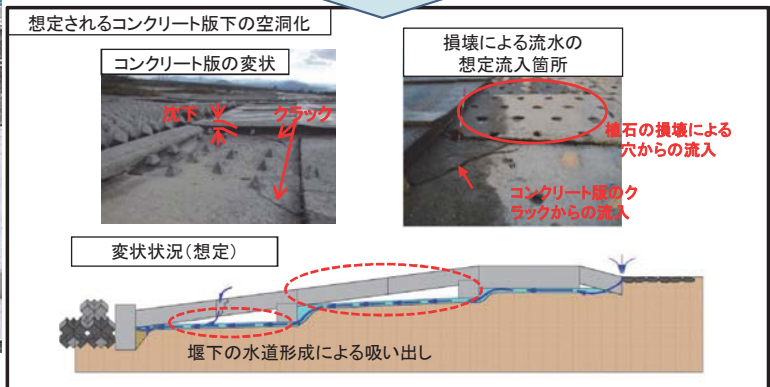 想定されるコンクリート版下の空洞化
コンクリート版の変状
沈下
クラック
損壊による流水の
想定流入箇所
植石の損壊による
穴からの流入
コンクリート版のク
ラックからの流入
変状状況(想定)
堰下の水道形成による吸い出し